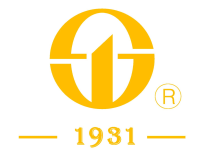 ®
— 1931 —